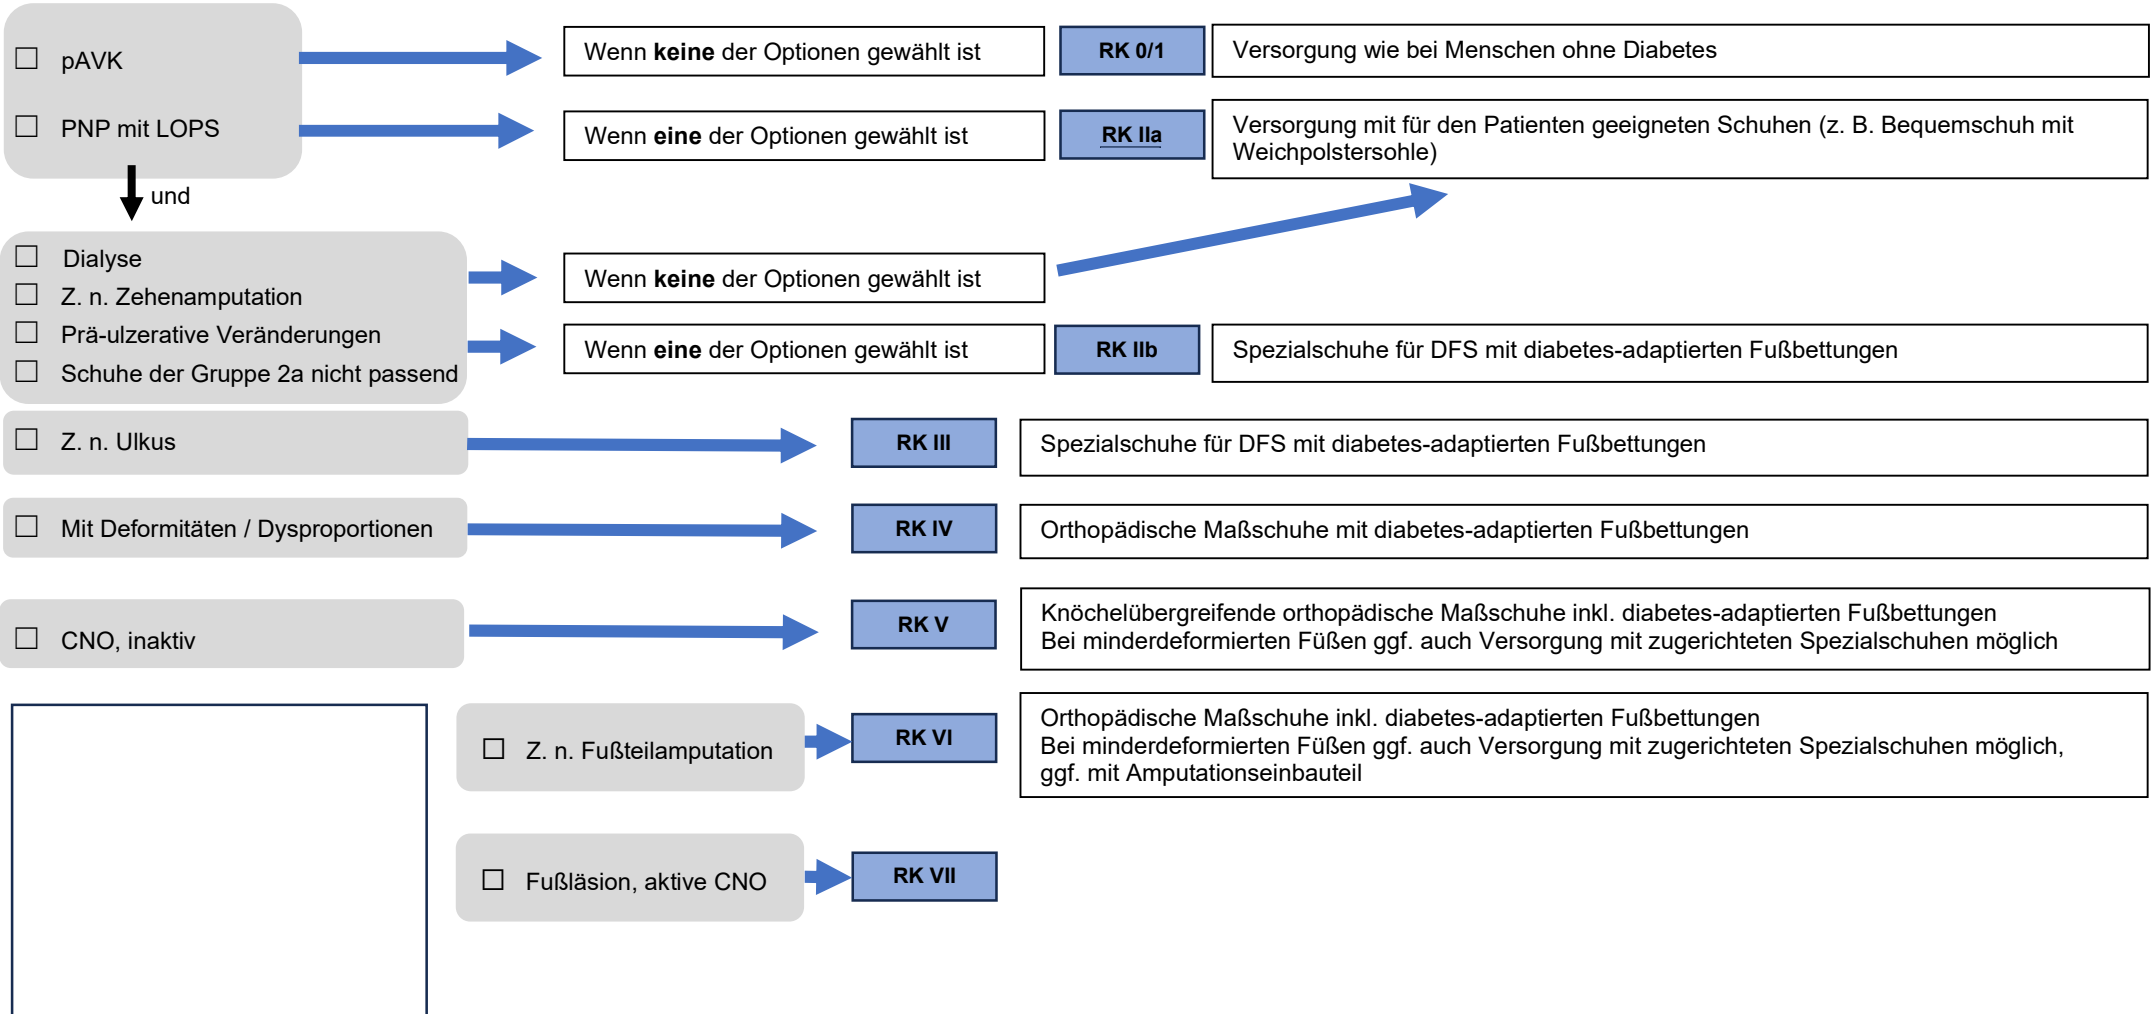 ☐ pAVK
Wenn keine der Optionen gewählt ist
RK 0/1
Versorgung wie bei Menschen ohne Diabetes
☐ PNP mit LOPS
Wenn eine der Optionen gewählt ist
RK IIa
Versorgung mit für den Patienten geeigneten Schuhen (z. B. Bequemschuh mit
Weichpolstersohle)
und
☐ Dialyse
☐ Z. n. Zehenamputation
☐ Prä-ulzerative Veränderungen
☐ Schuhe der Gruppe 2a nicht passend
Wenn keine der Optionen gewählt ist
Wenn eine der Optionen gewählt ist
RK IIb
Spezialschuhe für DFS mit diabetes-adaptierten Fußbettungen
☐ Z. n. Ulkus
RK III
Spezialschuhe für DFS mit diabetes-adaptierten Fußbettungen
☐ Mit Deformitäten / Dysproportionen
RK IV
Orthopädische Maßschuhe mit diabetes-adaptierten Fußbettungen
☐ CNO, inaktiv
RK V
Knöchelübergreifende orthopädische Maßschuhe inkl. diabetes-adaptierten Fußbettungen
Bei minderdeformierten Füßen ggf. auch Versorgung mit zugerichteten Spezialschuhen möglich
☐ Z. n. Fußteilamputation
RK VI
Orthopädische Maßschuhe inkl. diabetes-adaptierten Fußbettungen
Bei minderdeformierten Füßen ggf. auch Versorgung mit zugerichteten Spezialschuhen möglich,
ggf. mit Amputationseinbauteil
☐ Fußläsion, aktive CNO
RK VII